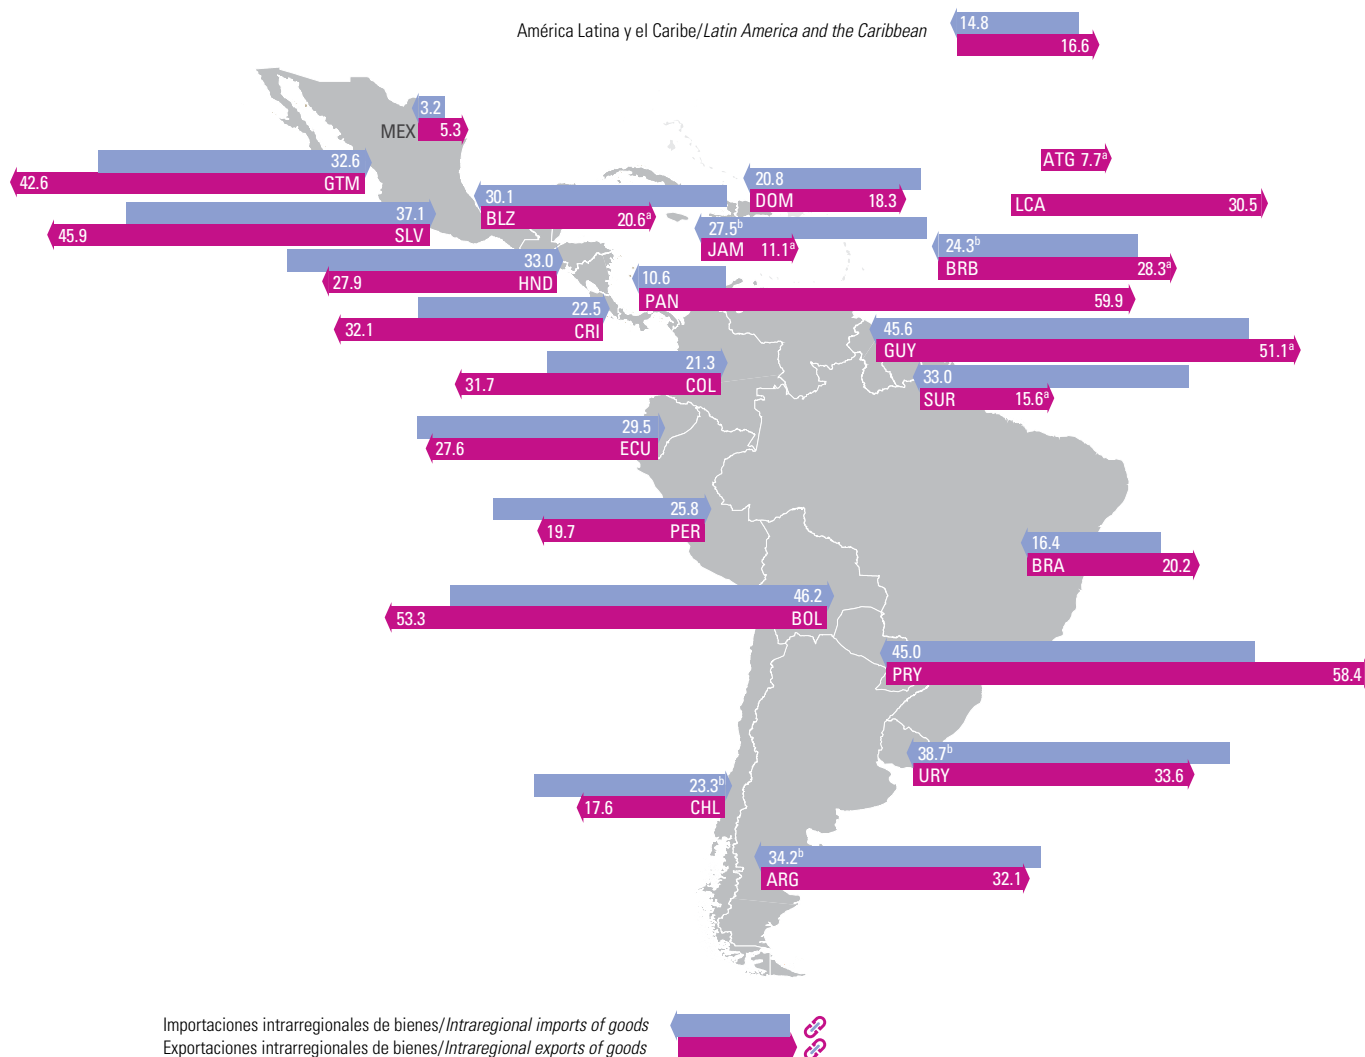 América Latina y el Caribe/Latin America and the Caribbean
14.8
16.6
3.2
MEX 5.3
32.6
42.6 GTM
37.1
45.9 SLV
33.0
27.9 HND
22.5
32.1 CRI
30.1
BLZ 20.6ᵃ
20.8
DOM 18.3
27.5ᵇ
JAM 11.1ᵃ
ATG 7.7ᵃ
LCA 30.5
24.3ᵇ
BRB 28.3ᵃ
10.6
PAN 59.9
45.6
GUY 51.1ᵃ
33.0
SUR 15.6ᵃ
21.3
31.7 COL
29.5
27.6 ECU
25.8
19.7 PER
16.4
BRA 20.2
46.2
53.3 BOL
45.0
PRY 58.4
38.7ᵇ
URY 33.6
23.3ᵇ
17.6 CHL
34.2ᵇ
ARG 32.1
Importaciones intrarregionales de bienes/Intraregional imports of goods
Exportaciones intrarregionales de bienes/Intraregional exports of goods